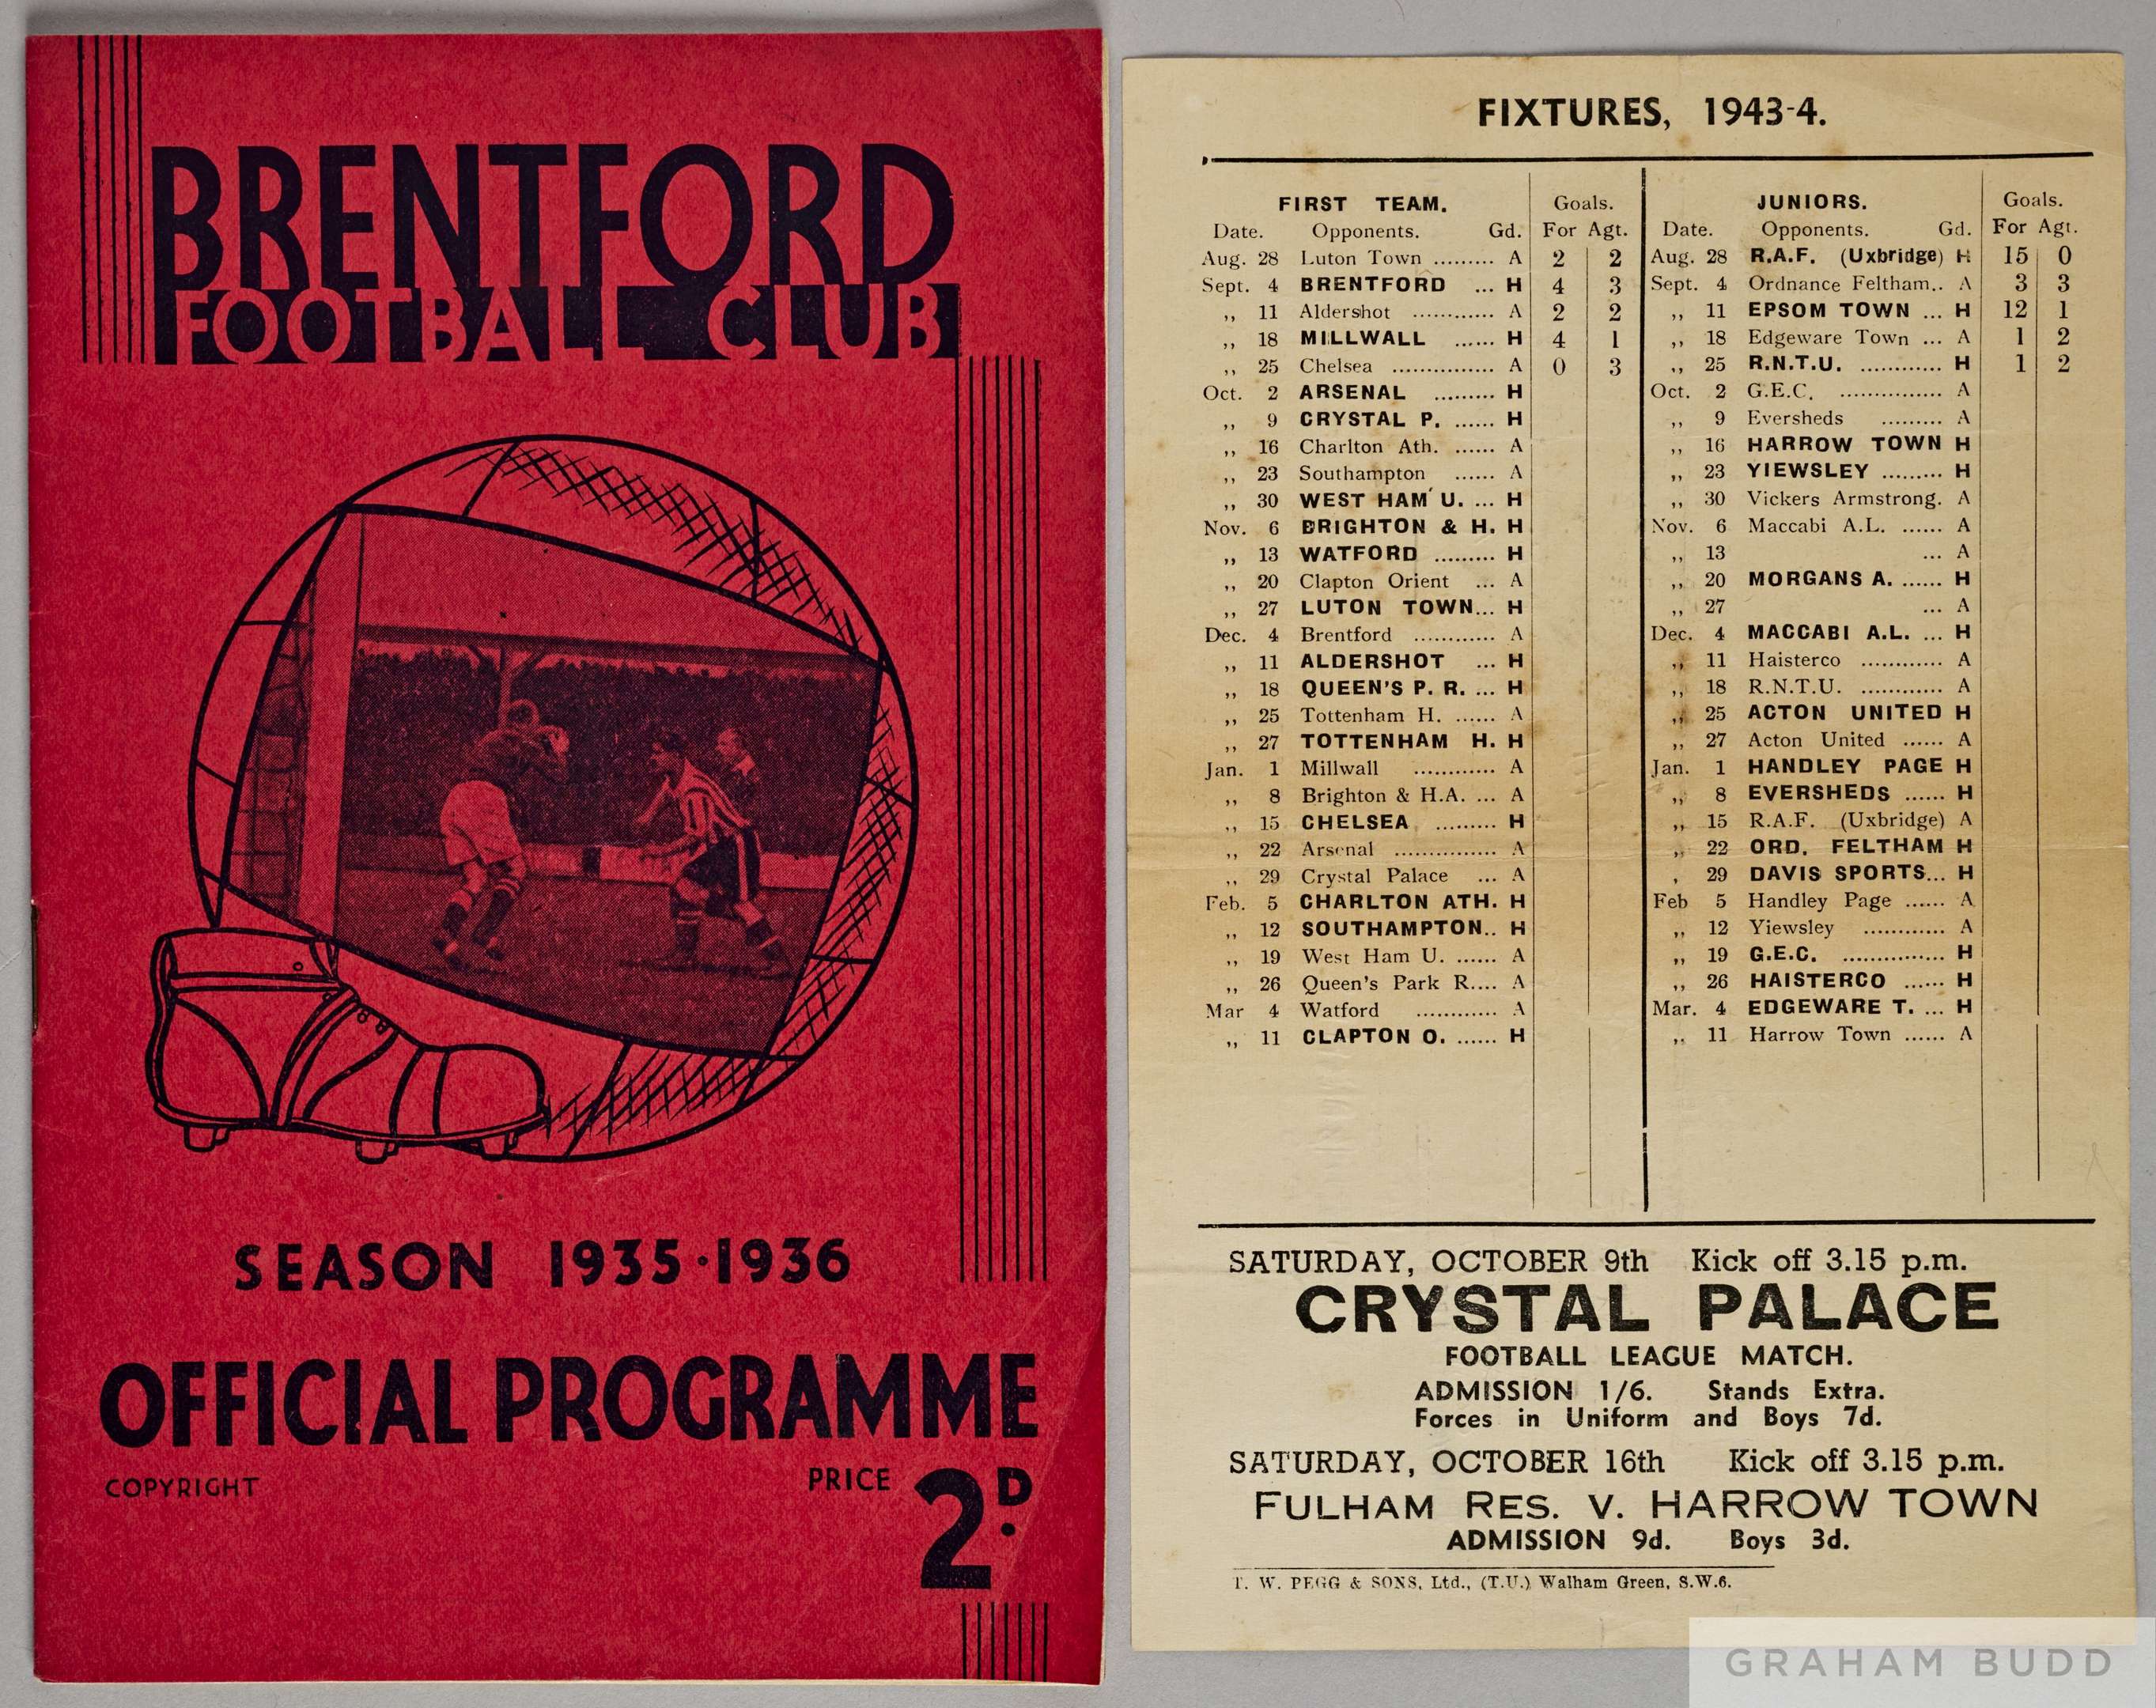 BRENTFORD
FOOTBALL CLUB
SEASON 1935·1936
OFFICIAL PROGRAMME
COPYRIGHT
PRICE 2D.
FIXTURES, 1943-4.
FIRST TEAM. Goals.
Date. Opponents. Gd. For Agt.
Aug. 28 Luton Town ......... A 2 2
Sept. 4 BRENTFORD ... H 4 3
,, 11 Aldershot ............ A 2 2
,, 18 MILLWALL ...... H 4 1
,, 25 Chelsea ............... A 0 3
Oct. 2 ARSENAL ......... H
,, 9 CRYSTAL P. ...... H
,, 16 Charlton Ath. ...... A
,, 23 Southampton ...... A
,, 30 WEST HAM U. ... H
Nov. 6 BRIGHTON & H. H
,, 13 WATFORD ......... H
,, 20 Clapton Orient ... A
,, 27 LUTON TOWN... H
Dec. 4 Brentford ............ A
,, 11 ALDERSHOT ... H
,, 18 QUEEN'S P. R. ... H
,, 25 Tottenham H. ...... A
,, 27 TOTTENHAM H. H
Jan. 1 Millwall ............ A
,, 8 Brighton & H.A. ... A
,, 15 CHELSEA ......... H
,, 22 Arsenal ............... A
,, 29 Crystal Palace ... A
Feb. 5 CHARLTON ATH. H
,, 12 SOUTHAMPTON.. H
,, 19 West Ham U. ...... A
,, 26 Queen's Park R.... A
Mar 4 Watford ............ A
,, 11 CLAPTON O. ...... H
JUNIORS. Goals.
Date. Opponents. Gd. For Agt.
Aug. 28 R.A.F. (Uxbridge) H 15 0
Sept. 4 Ordnance Feltham.. A 3 3
,, 11 EPSOM TOWN ... H 12 1
,, 18 Edgeware Town ... A 1 2
,, 25 R.N.T.U. ............ H 1 2
Oct. 2 G.E.C. ............... A
,, 9 Eversheds ......... A
,, 16 HARROW TOWN H
,, 23 YIEWSLEY ......... H
,, 30 Vickers Armstrong. A
Nov. 6 Maccabi A.L. ...... A
,, 13 ... A
,, 20 MORGANS A. ...... H
,, 27 ... A
Dec. 4 MACCABI A.L. ... H
,, 11 Haisterco ............ A
,, 18 R.N.T.U. ............ A
,, 25 ACTON UNITED H
,, 27 Acton United ...... A
Jan. 1 HANDLEY PAGE H
,, 8 EVERSHEDS ...... H
,, 15 R.A.F. (Uxbridge) A
,, 22 ORD. FELTHAM H
, 29 DAVIS SPORTS... H
Feb 5 Handley Page ...... A
,, 12 Yiewsley ............ A
,, 19 G.E.C. ............... H
,, 26 HAISTERCO ...... H
Mar. 4 EDGEWARE T. ... H
,, 11 Harrow Town ...... A
SATURDAY, OCTOBER 9th Kick off 3.15 p.m.
CRYSTAL PALACE
FOOTBALL LEAGUE MATCH.
ADMISSION 1/6. Stands Extra.
Forces in Uniform and Boys 7d.
SATURDAY, OCTOBER 16th Kick off 3.15 p.m.
FULHAM RES. V. HARROW TOWN
ADMISSION 9d. Boys 3d.
T. W. PEGG & SONS, Ltd., (T.U.) Walham Green, S.W.6.
GRAHAM BUDD